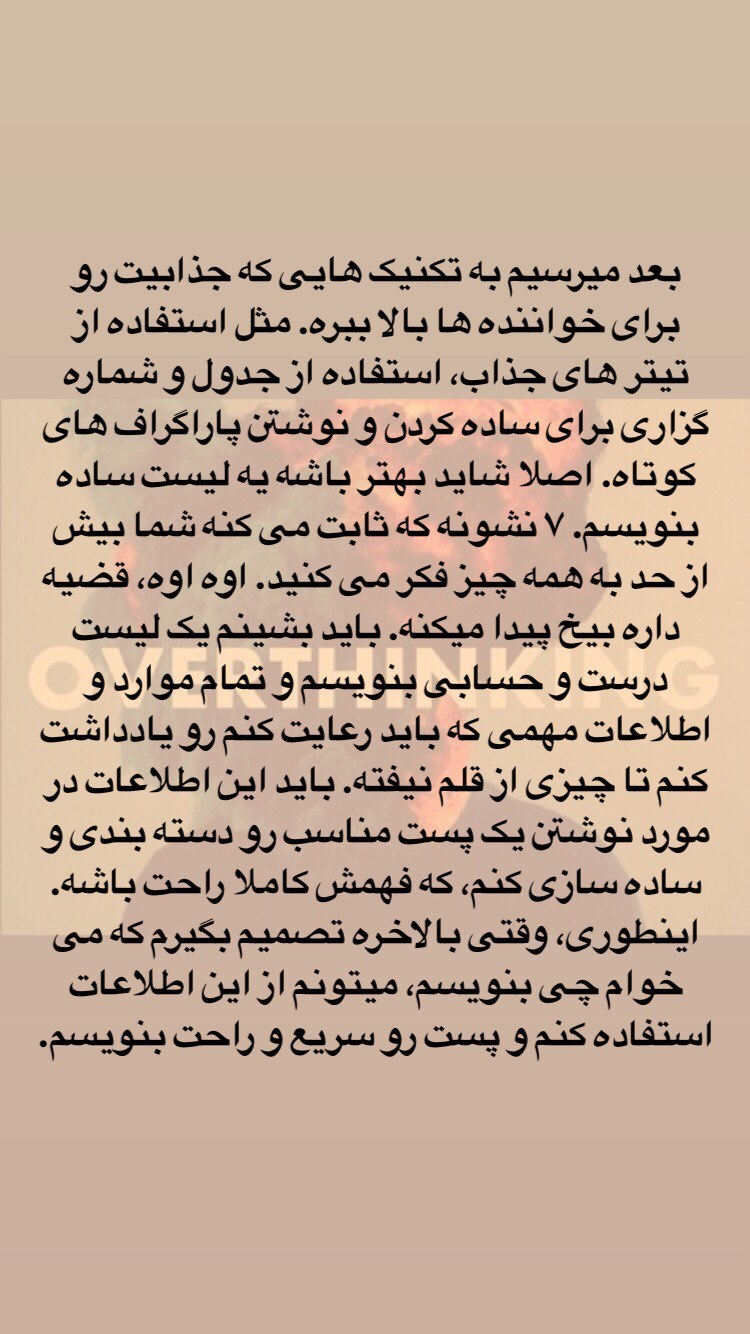 بعد میرسیم به تکنیک هایی که جذابیت رو
برای خواننده ها بالا ببره. مثل استفاده از
تیتر های جذاب، استفاده از جدول و شماره
گزاری برای ساده کردن و نوشتن پاراگراف های
کوتاه. اصلا شاید بهتر باشه یه لیست ساده
بنویسم. ۷ نشونه که ثابت می کنه شما بیش
از حد به همه چیز فکر می کنید. اوه اوه، قضیه
داره بیخ پیدا میکنه. باید بشینم یک لیست
OVERTHINKING
درست و حسابی بنویسم و تمام موارد و
اطلاعات مهمی که باید رعایت کنم رو یادداشت
کنم تا چیزی از قلم نیفته. باید این اطلاعات در
مورد نوشتن یک پست مناسب رو دسته بندی و
ساده سازی کنم، که فهمش کاملا راحت باشه.
اینطوری، وقتی بالاخره تصمیم بگیرم که می
خوام چی بنویسم، میتونم از این اطلاعات
استفاده کنم و پست رو سریع و راحت بنویسم.